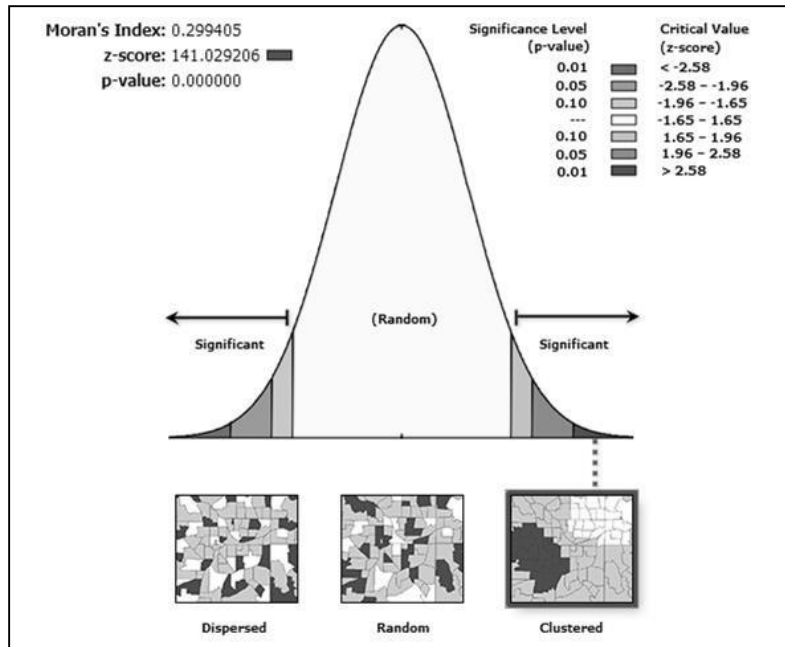 Moran's Index: 0.299405
z-score: 141.029206
p-value: 0.000000
Significance Level
(p-value)
Critical Value
(z-score)
0.01 < -2.58
0.05 -2.58 – -1.96
0.10 -1.96 – -1.65
--- -1.65 – 1.65
0.10 1.65 – 1.96
0.05 1.96 – 2.58
0.01 > 2.58
(Random)
Significant
Significant
Dispersed
Random
Clustered